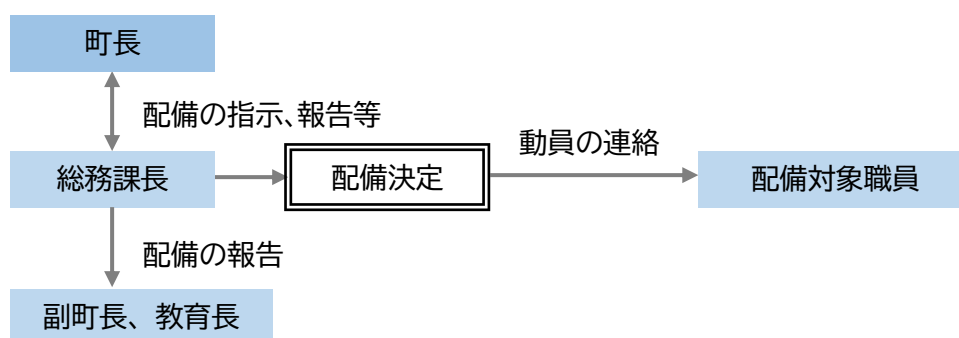 町長
配備の指示、報告等
動員の連絡
総務課長
配備決定
配備対象職員
配備の報告
副町長、教育長